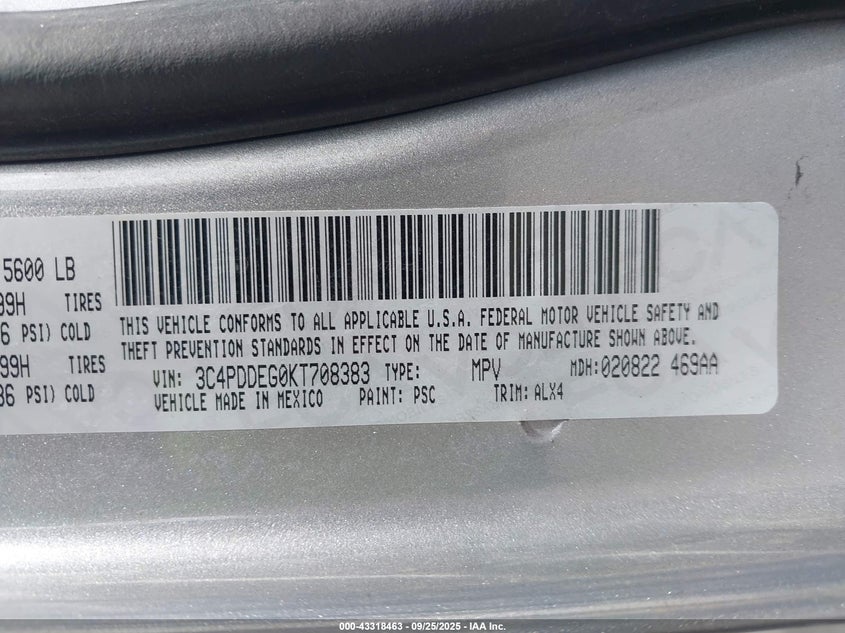 5600 LB
99H TIRES
6 PSI) COLD
99H TIRES
36 PSI) COLD
THIS VEHICLE CONFORMS TO ALL APPLICABLE U.S.A. FEDERAL MOTOR VEHICLE SAFETY AND
THEFT PREVENTION STANDARDS IN EFFECT ON THE DATE OF MANUFACTURE SHOWN ABOVE.
VIN: 3C4PDDEG0KT708383 TYPE: MPV MDH:020822 469AA
VEHICLE MADE IN MEXICO PAINT: PSC TRIM: ALX4
000-43318463 - 09/25/2025 - IAA Inc.